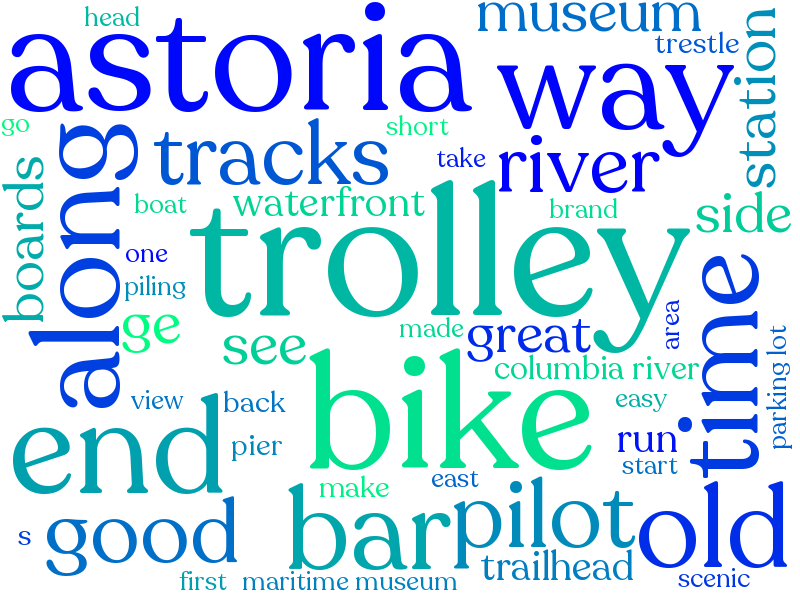 head
museum
trestle
astoria
way
station
go
short
along
tracks
take
river
boards
boat
waterfront
brand
side
trolley
one
piling
ge
see
made
great
area
time
columbia river
parking lot
bike
view
back
easy
end
pier
run
start
east
make
good
bar
pilot
old
s
trailhead
first
maritime museum
scenic